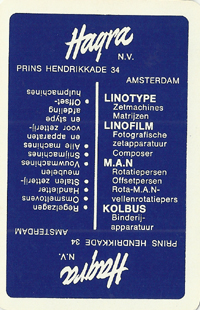 Hagra
N.V.
PRINS HENDRIKKADE 34
AMSTERDAM
LINOTYPE
Zetmachines
Matrijzen
LINOFILM
Fotografische
zetapparatuur
Composer
M.A.N
Rotatiepersen
Offsetpersen
Rota-M.A.N-
vellenrotatiepers
KOLBUS
Binderij-
apparatuur
Hagra
N.V.
PRINS HENDRIKKADE 34
AMSTERDAM
• Regelzagen
• Omsmeltovens
• Handletter
• Stalen zetterij-
meubelen
• Vouwmachines
• Snijmachines
• Alle machines
en apparaten
voor zetterij
en stype
afdeling
• Offset-
hulpmachines